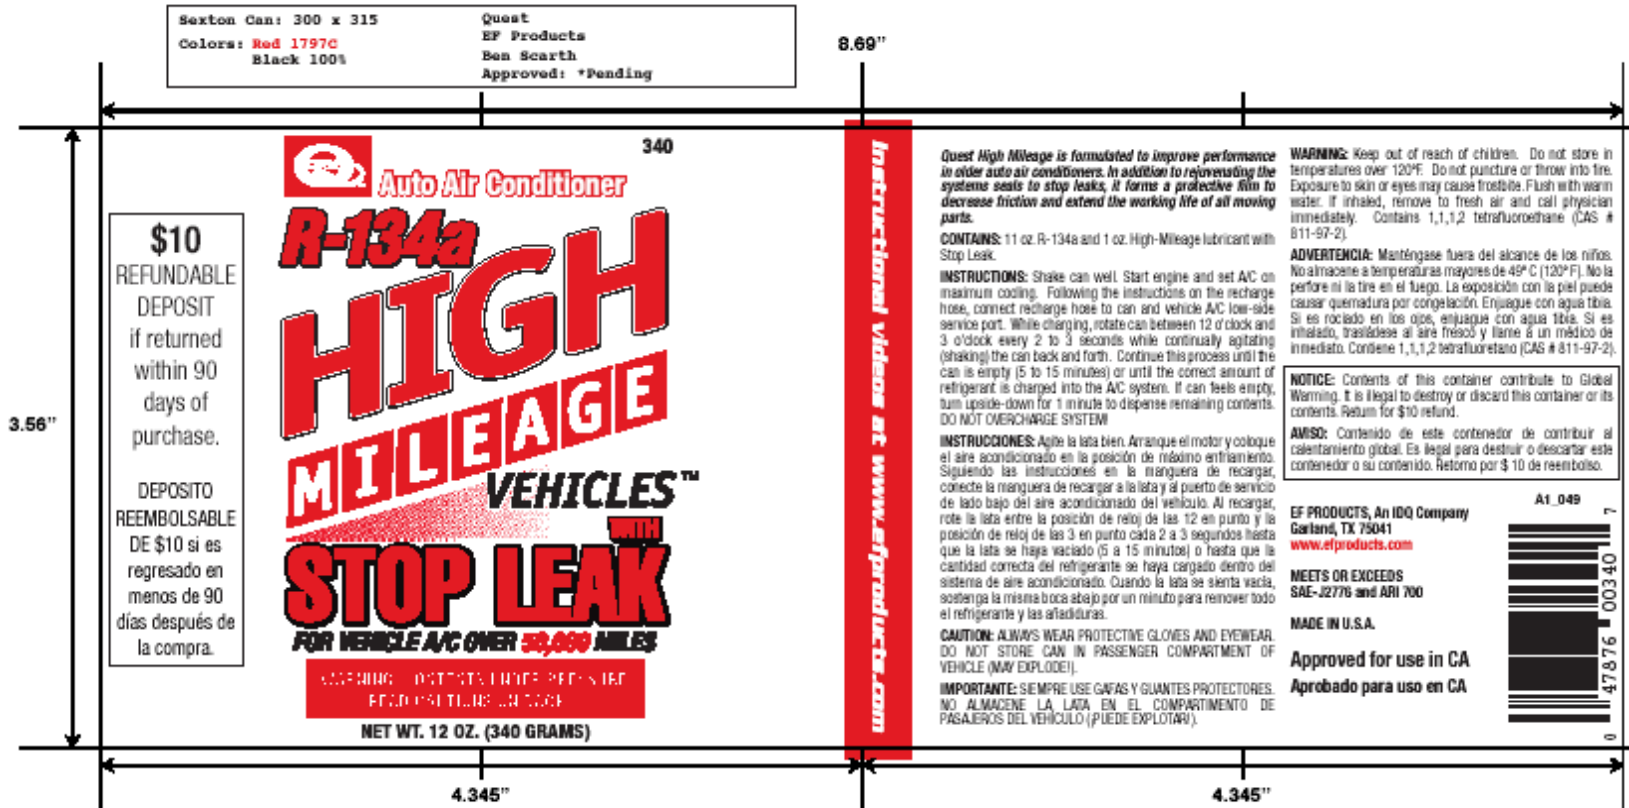 Sexton Can: 300 x 315
Colors: Red 1797C
Black 100%
Quest
EF Products
Ben Scarth
Approved: *Pending
8.69"
3.56"
4.345"
4.345"
$10
REFUNDABLE
DEPOSIT
if returned
within 90
days of
purchase.
DEPOSITO
REEMBOLSABLE
DE $10 si es
regresado en
menos de 90
días después de
la compra.
340
Auto Air Conditioner
R-134a
HIGH
MILEAGE
VEHICLES™
WITH
STOP LEAK
FOR VEHICLE A/C OVER MILES
WARNING: CONTENTS UNDER PRESSURE
READ CAUTIONS ON BACK
NET WT. 12 OZ. (340 GRAMS)
Instructional videos at www.efproducts.com
Quest High Mileage is formulated to improve performance
in older auto air conditioners. In addition to rejuvenating the
systems seals to stop leaks, it forms a protective film to
decrease friction and extend the working life of all moving
parts.
CONTAINS: 11 oz. R-134a and 1 oz. High-Mileage lubricant with
Stop Leak.
INSTRUCTIONS: Shake can well. Start engine and set A/C on
maximum cooling. Following the instructions on the recharge
hose, connect recharge hose to can and vehicle A/C low-side
service port. While charging, rotate can between 12 o'clock and
3 o'clock every 2 to 3 seconds while continually agitating
(shaking) the can back and forth. Continue this process until the
can is empty (5 to 15 minutes) or until the correct amount of
refrigerant is charged into the A/C system. If can feels empty,
turn upside-down for 1 minute to dispense remaining contents.
DO NOT OVERCHARGE SYSTEM!
INSTRUCCIONES: Agite la lata bien. Arranque el motor y coloque
el aire acondicionado en la posición de máximo enfriamiento.
Siguiendo las instrucciones en la manguera de recargar,
conecte la manguera de recargar a la lata y al puerto de servicio
de lado bajo del aire acondicionado del vehículo. Al recargar,
rote la lata entre la posición de reloj de las 12 en punto y la
posición de reloj de las 3 en punto cada 2 a 3 segundos hasta
que la lata se haya vaciado (5 a 15 minutos) o hasta que la
cantidad correcta del refrigerante se haya cargado dentro del
sistema de aire acondicionado. Cuando la lata se sienta vacía,
sostenga la misma boca abajo por un minuto para remover todo
el refrigerante y las añadiduras.
CAUTION: ALWAYS WEAR PROTECTIVE GLOVES AND EYEWEAR.
DO NOT STORE CAN IN PASSENGER COMPARTMENT OF
VEHICLE (MAY EXPLODE!).
IMPORTANTE: SIEMPRE USE GAFAS Y GUANTES PROTECTORES.
NO ALMACENE LA LATA EN EL COMPARTIMENTO DE
PASAJEROS DEL VEHÍCULO (¡PUEDE EXPLOTAR!).
WARNING: Keep out of reach of children. Do not store in
temperatures over 120°F. Do not puncture or throw into fire.
Exposure to skin or eyes may cause frostbite. Flush with warm
water. If inhaled, remove to fresh air and call physician
immediately. Contains 1,1,1,2 tetrafluoroethane (CAS #
811-97-2).
ADVERTENCIA: Manténgase fuera del alcance de los niños.
No almacene a temperaturas mayores de 49° C (120° F). No la
perfore ni la tire en el fuego. La exposición con la piel puede
causar quemadura por congelación. Enjuague con agua tibia.
Si es rociado en los ojos, enjuague con agua tibia. Si es
inhalado, trasládese al aire fresco y llame a un médico de
inmediato. Contiene 1,1,1,2 tetrafluoretano (CAS # 811-97-2).
NOTICE: Contents of this container contribute to Global
Warming. It is illegal to destroy or discard this container or its
contents. Return for $10 refund.
AVISO: Contenido de este contenedor de contribuir al
calentamiento global. Es ilegal para destruir o descartar este
contenedor o su contenido. Retorno por $ 10 de reembolso.
EF PRODUCTS, An IDQ Company
Garland, TX 75041
www.efproducts.com
MEETS OR EXCEEDS
SAE-J2776 and ARI 700
MADE IN U.S.A.
Approved for use in CA
Aprobado para uso en CA
A1_049
0 47876 00340 7